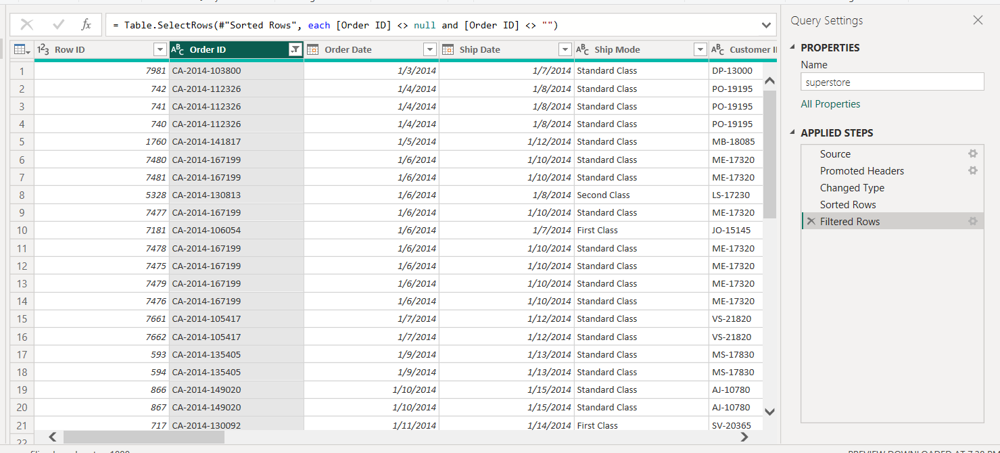 fx = Table.SelectRows(#"Sorted Rows", each [Order ID] <> null and [Order ID] <> "")
1²3 Row ID ABC Order ID Order Date Ship Date ABC Ship Mode ABC Customer I
1 7981 CA-2014-103800 1/3/2014 1/7/2014 Standard Class DP-13000
2 742 CA-2014-112326 1/4/2014 1/8/2014 Standard Class PO-19195
3 741 CA-2014-112326 1/4/2014 1/8/2014 Standard Class PO-19195
4 740 CA-2014-112326 1/4/2014 1/8/2014 Standard Class PO-19195
5 1760 CA-2014-141817 1/5/2014 1/12/2014 Standard Class MB-18085
6 7480 CA-2014-167199 1/6/2014 1/10/2014 Standard Class ME-17320
7 7481 CA-2014-167199 1/6/2014 1/10/2014 Standard Class ME-17320
8 5328 CA-2014-130813 1/6/2014 1/8/2014 Second Class LS-17230
9 7477 CA-2014-167199 1/6/2014 1/10/2014 Standard Class ME-17320
10 7181 CA-2014-106054 1/6/2014 1/7/2014 First Class JO-15145
11 7478 CA-2014-167199 1/6/2014 1/10/2014 Standard Class ME-17320
12 7475 CA-2014-167199 1/6/2014 1/10/2014 Standard Class ME-17320
13 7479 CA-2014-167199 1/6/2014 1/10/2014 Standard Class ME-17320
14 7476 CA-2014-167199 1/6/2014 1/10/2014 Standard Class ME-17320
15 7661 CA-2014-105417 1/7/2014 1/12/2014 Standard Class VS-21820
16 7662 CA-2014-105417 1/7/2014 1/12/2014 Standard Class VS-21820
17 593 CA-2014-135405 1/9/2014 1/13/2014 Standard Class MS-17830
18 594 CA-2014-135405 1/9/2014 1/13/2014 Standard Class MS-17830
19 866 CA-2014-149020 1/10/2014 1/15/2014 Standard Class AJ-10780
20 867 CA-2014-149020 1/10/2014 1/15/2014 Standard Class AJ-10780
21 717 CA-2014-130092 1/11/2014 1/14/2014 First Class SV-20365
22
Query Settings
PROPERTIES
Name
superstore
All Properties
APPLIED STEPS
Source
Promoted Headers
Changed Type
Sorted Rows
Filtered Rows
PREVIEW DOWNLOADED AT 7:38 PM